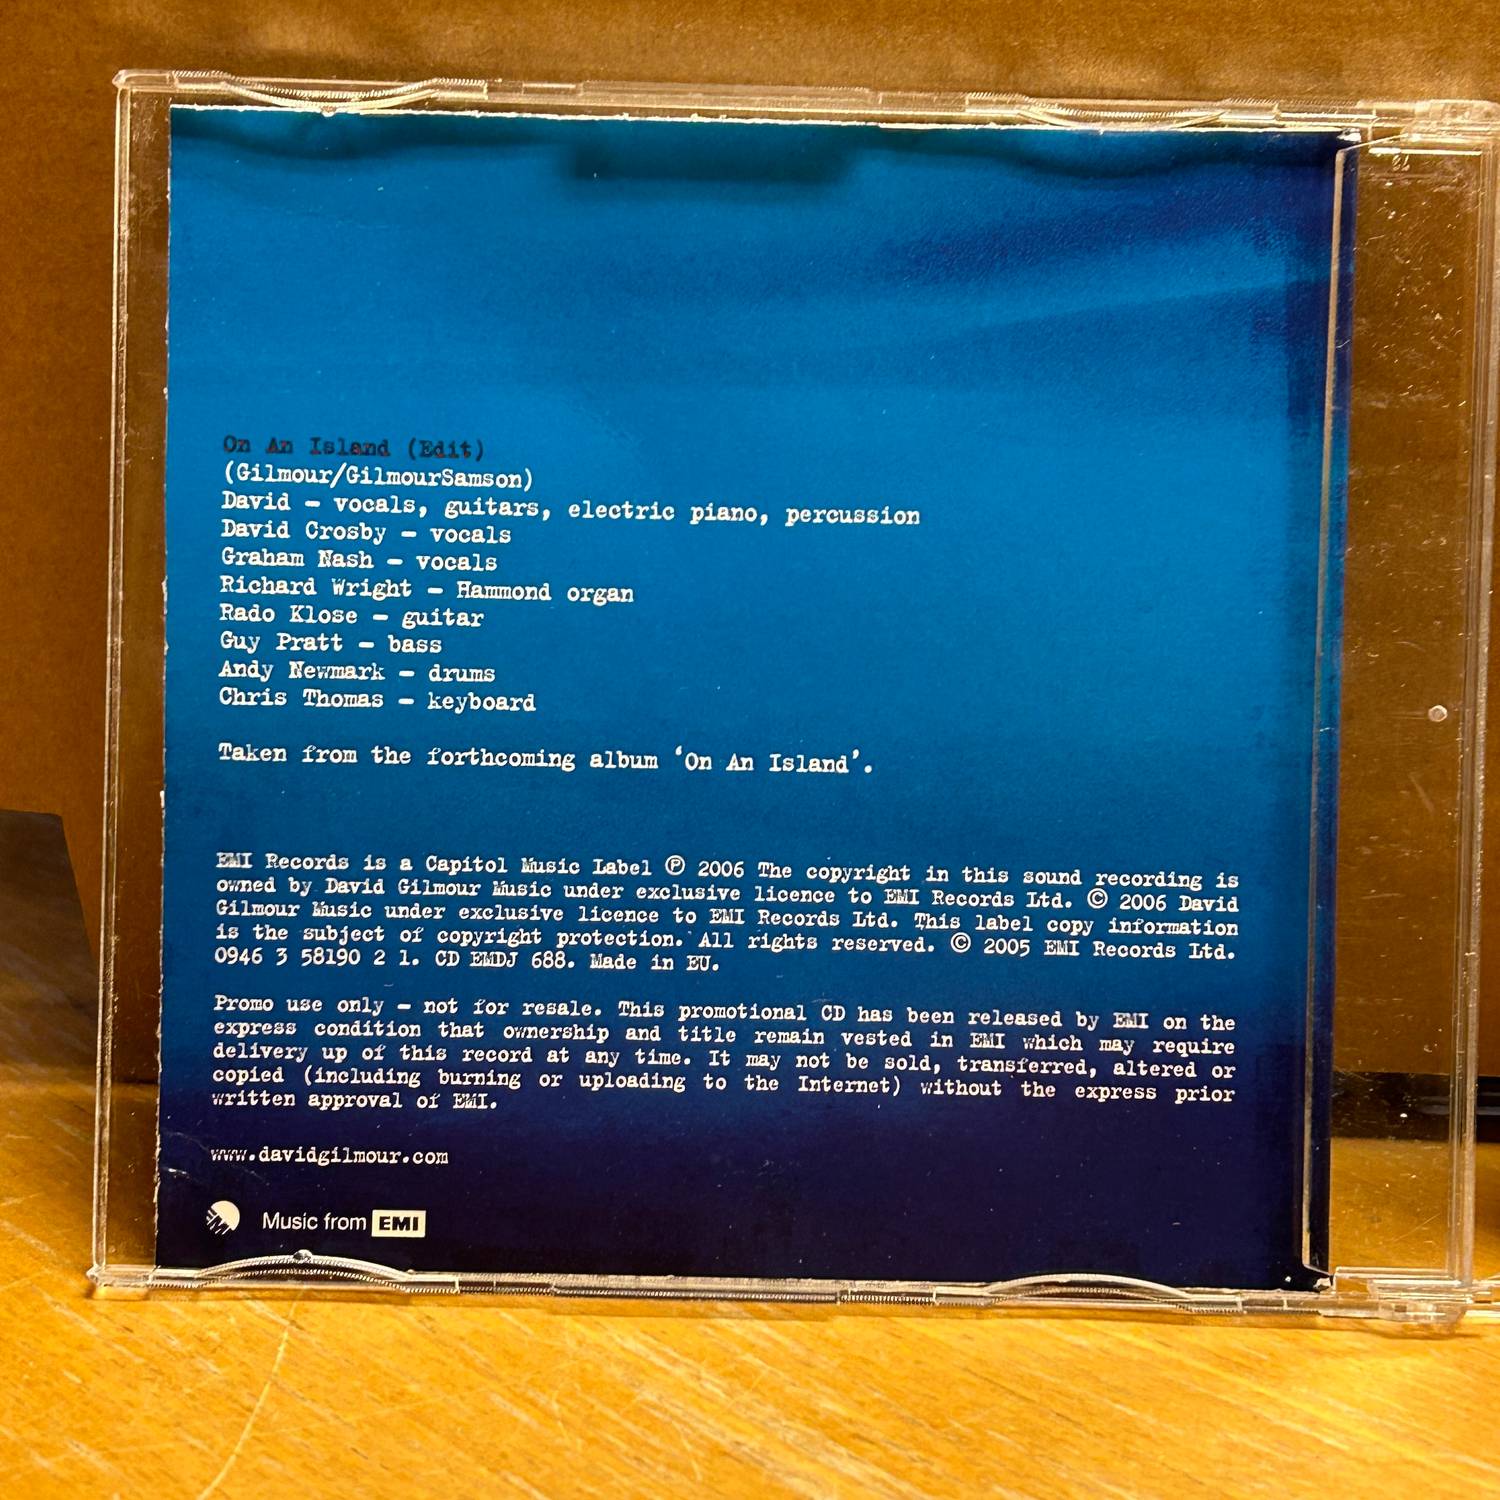 On An Island (Edit)
(Gilmour/GilmourSamson)
David – vocals, guitars, electric piano, percussion
David Crosby – vocals
Graham Nash – vocals
Richard Wright – Hammond organ
Rado Klose – guitar
Guy Pratt – bass
Andy Newmark – drums
Chris Thomas – keyboard
Taken from the forthcoming album ‘On An Island’.
EMI Records is a Capitol Music Label ℗ 2006 The copyright in this sound recording is
owned by David Gilmour Music under exclusive licence to EMI Records Ltd. © 2006 David
Gilmour Music under exclusive licence to EMI Records Ltd. This label copy information
is the subject of copyright protection. All rights reserved. © 2005 EMI Records Ltd.
0946 3 58190 2 1. CD EMDJ 688. Made in EU.
Promo use only – not for resale. This promotional CD has been released by EMI on the
express condition that ownership and title remain vested in EMI which may require
delivery up of this record at any time. It may not be sold, transferred, altered or
copied (including burning or uploading to the Internet) without the express prior
written approval of EMI.
www.davidgilmour.com
Music from EMI